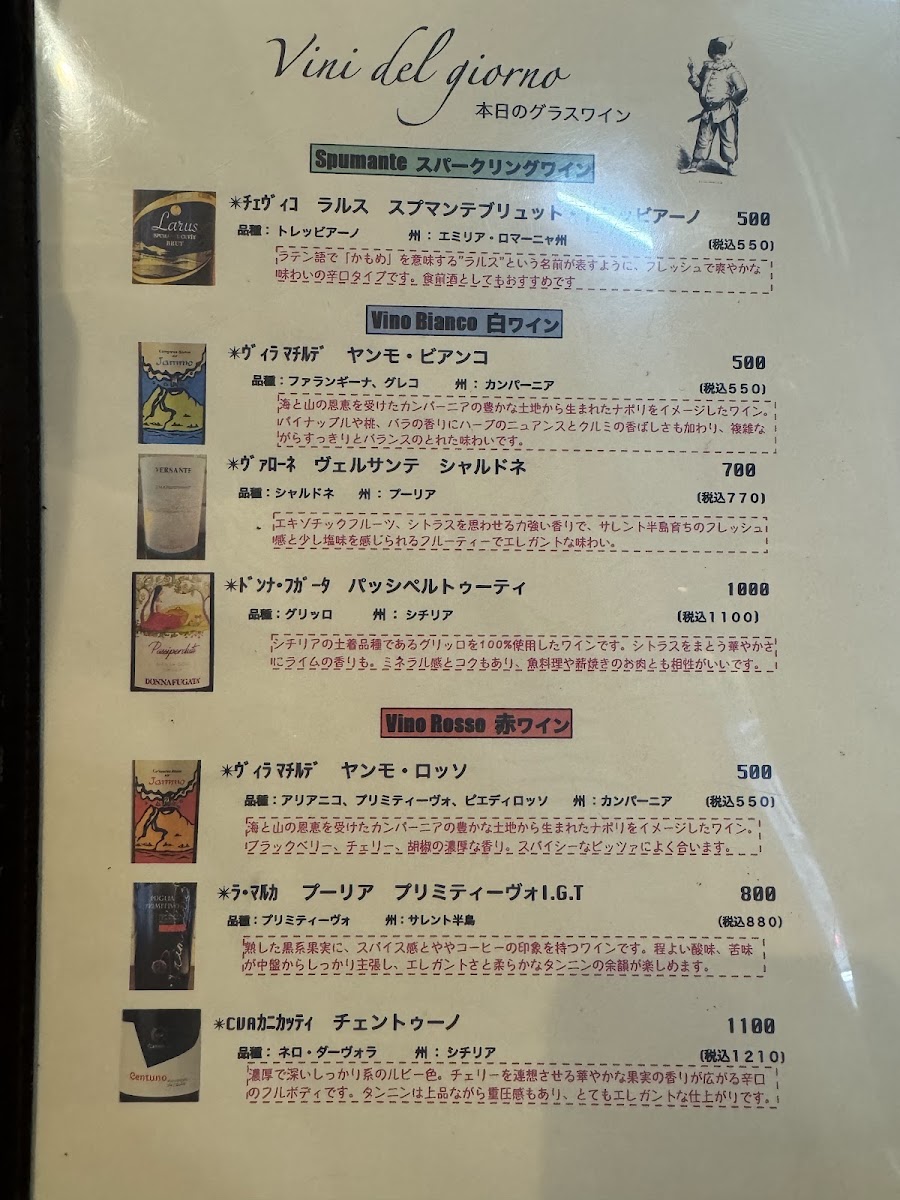 Vini del giorno
本日のグラスワイン
Spumante スパークリングワイン
Larus
BRUT
✴ﾁｪｳﾞｨｺ ラルス スプマンテブリュット・ レッビアーノ 500
品種：トレッビアーノ 州：エミリア・ロマーニャ州 (税込550)
ラテン語で「かもめ」を意味する"ラルス"という名前が表すように、フレッシュで爽やかな
味わいの辛口タイプです。食前酒としてもおすすめです
Vino Bianco 白ワイン
Jammo
✴ｳﾞｨﾗ ﾏﾁﾙﾃﾞ ヤンモ・ビアンコ 500
品種：ファランギーナ、グレコ 州：カンパーニア (税込550)
海と山の恩恵を受けたカンパーニアの豊かな土地から生まれたナポリをイメージしたワイン。
パイナップルや桃、バラの香りにハーブのニュアンスとクルミの香ばしさも加わり、複雑な
がらすっきりとバランスのとれた味わいです。
VERSANTE
✴ｳﾞｧﾛｰﾈ ヴェルサンテ シャルドネ 700
品種：シャルドネ 州：プーリア (税込770)
エキゾチックフルーツ、シトラスを思わせる力強い香りで、サレント半島育ちのフレッシュ
感と少し塩味を感じられるフルーティーでエレガントな味わい。
Passiperduti
DONNAFUGATA
✴ﾄﾞﾝﾅ･ﾌｶﾞｰﾀ パッシペルトゥーティ 1000
品種：グリッロ 州：シチリア (税込1100)
シチリアの土着品種であるグリッロを100%使用したワインです。シトラスをまとう華やかさ
にライムの香りも。ミネラル感とコクもあり、魚料理や薪焼きのお肉とも相性がいいです。
Vino Rosso 赤ワイン
Jammo
✴ｳﾞｨﾗ ﾏﾁﾙﾃﾞ ヤンモ・ロッソ 500
品種：アリアニコ、プリミティーヴォ、ピエディロッソ 州：カンパーニア (税込550)
海と山の恩恵を受けたカンパーニアの豊かな土地から生まれたナポリをイメージしたワイン。
ブラックベリー、チェリー、胡椒の濃厚な香り。スパイシーなピッツァによく合います。
PUGLIA
PRIMITIVO
✴ﾗ･ﾏﾙｶ プーリア プリミティーヴォI.G.T 800
品種：プリミティーヴォ 州：サレント半島 (税込880)
熟した黒系果実に、スパイス感とややコーヒーの印象を持つワインです。程よい酸味、苦味
が中盤からしっかり主張し、エレガントさと柔らかなタンニンの余韻が楽しめます。
Centuno
✴CVAｶﾆｶｯﾃｨ チェントゥーノ 1100
品種：ネロ・ダーヴォラ 州：シチリア (税込1210)
濃厚で深いしっかり系のルビー色。チェリーを連想させる華やかな果実の香りが広がる辛口
のフルボディです。タンニンは上品ながら重圧感もあり、とてもエレガントな仕上がりです。